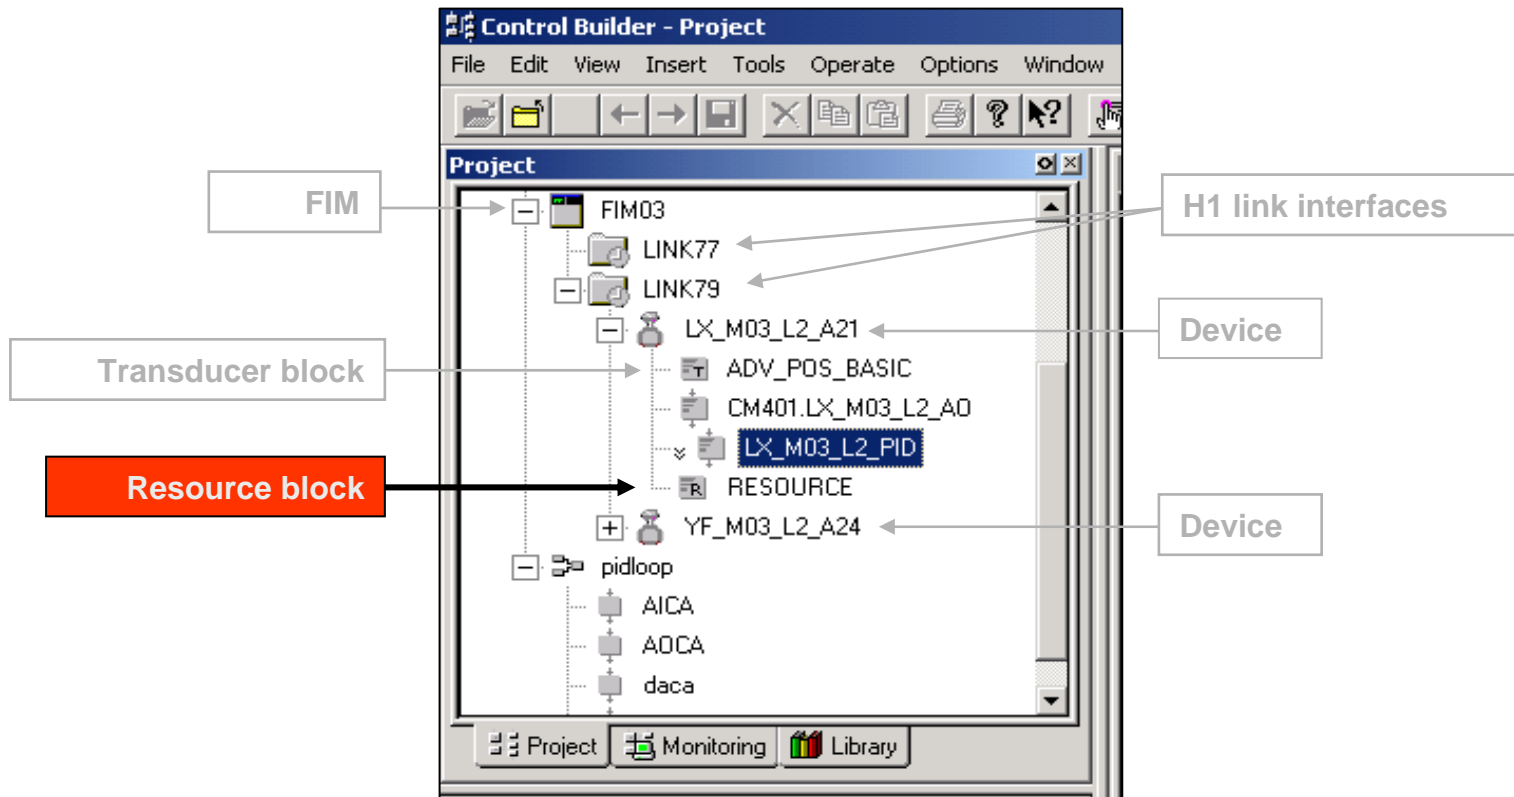 Control Builder - Project
File Edit View Insert Tools Operate Options Window
Project
FIM
FIM03
H1 link interfaces
LINK77
LINK79
LX_M03_L2_A21
Device
Transducer block
ADV_POS_BASIC
CM401.LX_M03_L2_AO
LX_M03_L2_PID
Resource block
RESOURCE
YF_M03_L2_A24
Device
pidloop
AICA
AOCA
daca
Project Monitoring Library